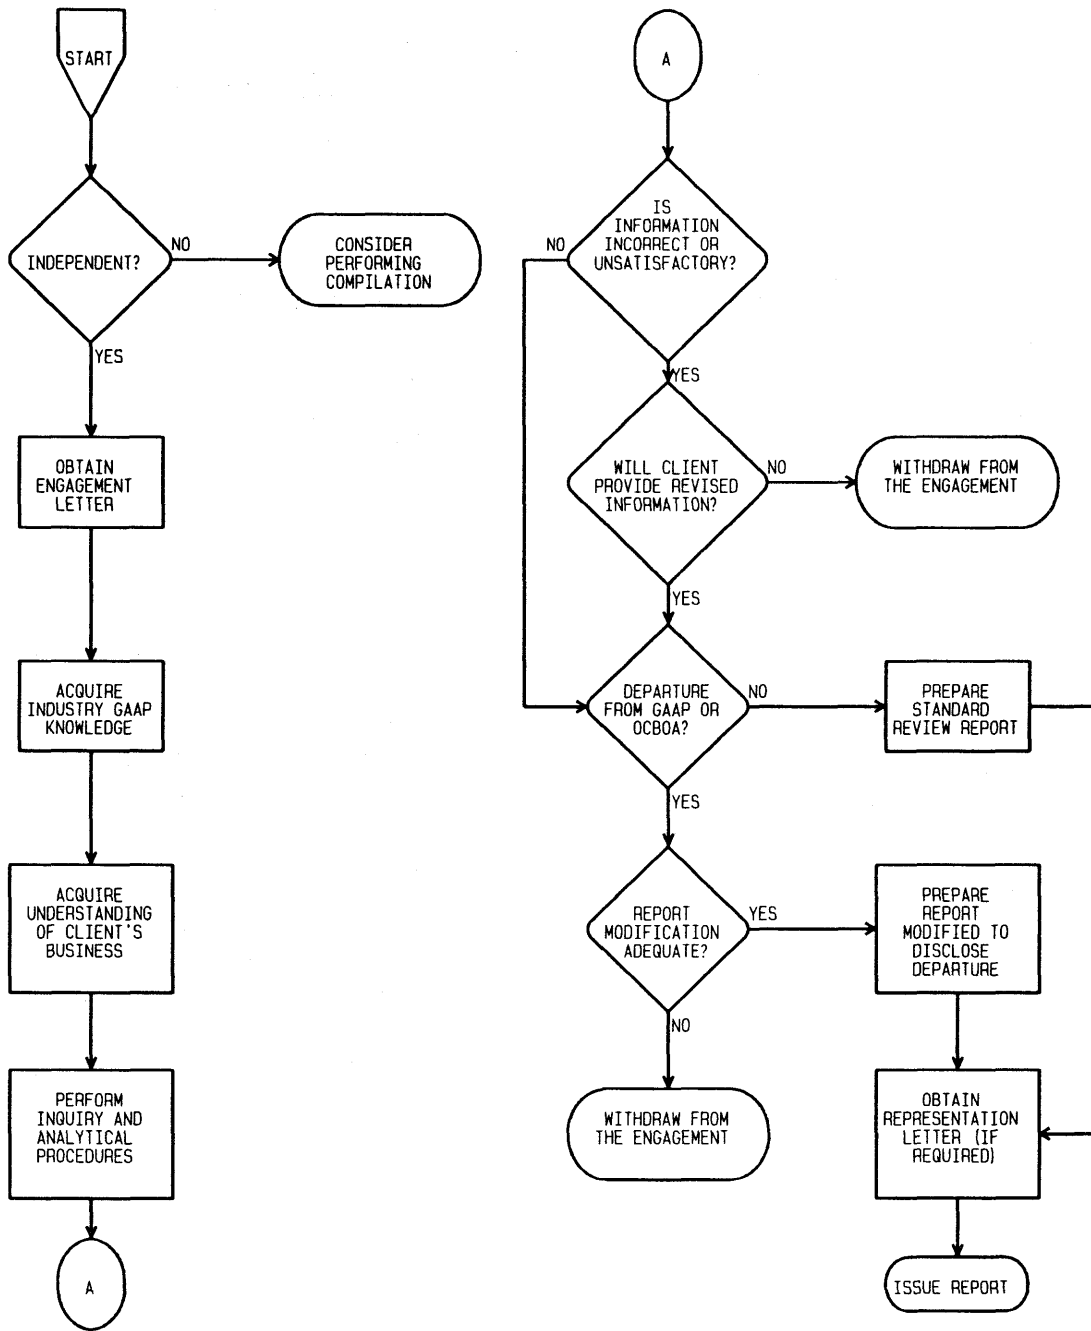 START
INDEPENDENT?
NO
CONSIDER
PERFORMING
COMPILATION
YES
OBTAIN
ENGAGEMENT
LETTER
ACQUIRE
INDUSTRY GAAP
KNOWLEDGE
ACQUIRE
UNDERSTANDING
OF CLIENT'S
BUSINESS
PERFORM
INQUIRY AND
ANALYTICAL
PROCEDURES
A
A
IS
INFORMATION
INCORRECT OR
UNSATISFACTORY?
NO
YES
WILL CLIENT
PROVIDE REVISED
INFORMATION?
NO
WITHDRAW FROM
THE ENGAGEMENT
YES
DEPARTURE
FROM GAAP OR
OCBOA?
NO
PREPARE
STANDARD
REVIEW REPORT
YES
REPORT
MODIFICATION
ADEQUATE?
YES
PREPARE
REPORT
MODIFIED TO
DISCLOSE
DEPARTURE
NO
WITHDRAW FROM
THE ENGAGEMENT
OBTAIN
REPRESENTATION
LETTER (IF
REQUIRED)
ISSUE REPORT